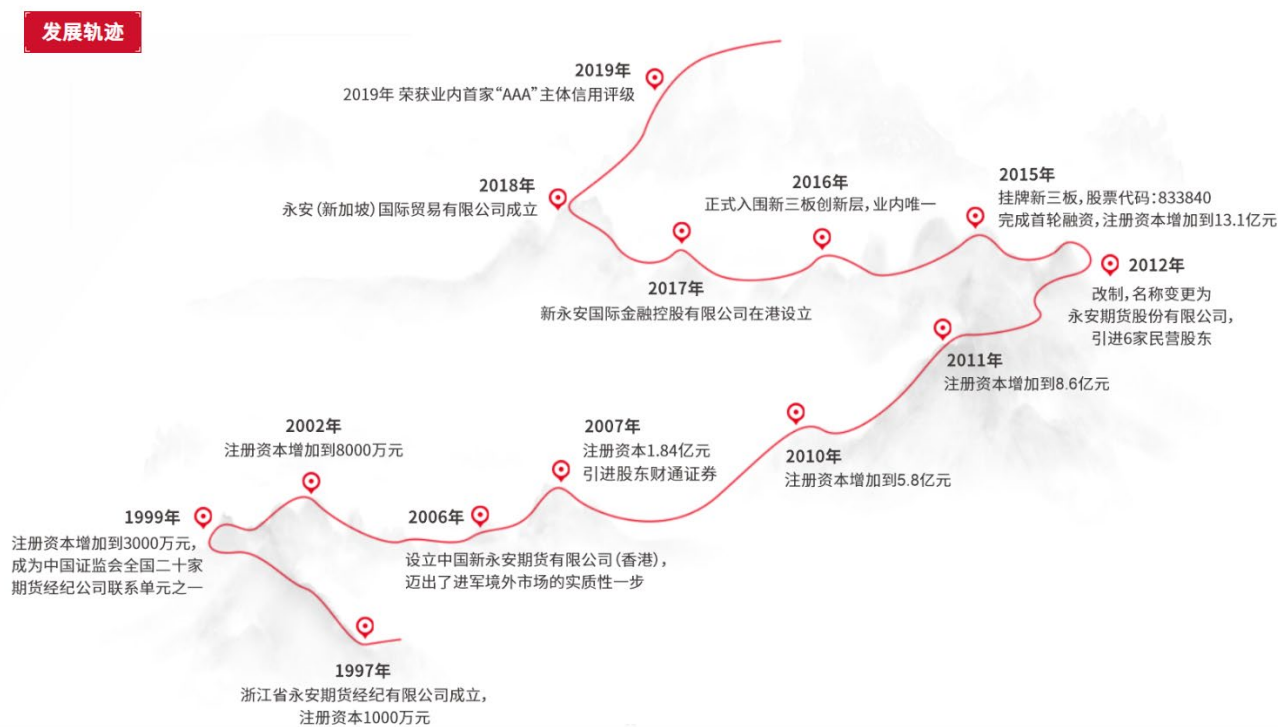 发展轨迹
2019年
2019年 荣获业内首家“AAA”主体信用评级
2018年
永安（新加坡）国际贸易有限公司成立
2017年
新永安国际金融控股有限公司在港设立
2016年
正式入围新三板创新层，业内唯一
2015年
挂牌新三板，股票代码：833840
完成首轮融资，注册资本增加到13.1亿元
2012年
改制，名称变更为
永安期货股份有限公司，
引进6家民营股东
2011年
注册资本增加到8.6亿元
2010年
注册资本增加到5.8亿元
2007年
注册资本1.84亿元
引进股东财通证券
2006年
设立中国新永安期货有限公司（香港），
迈出了进军境外市场的实质性一步
2002年
注册资本增加到8000万元
1999年
注册资本增加到3000万元，
成为中国证监会全国二十家
期货经纪公司联系单元之一
1997年
浙江省永安期货经纪有限公司成立，
注册资本1000万元